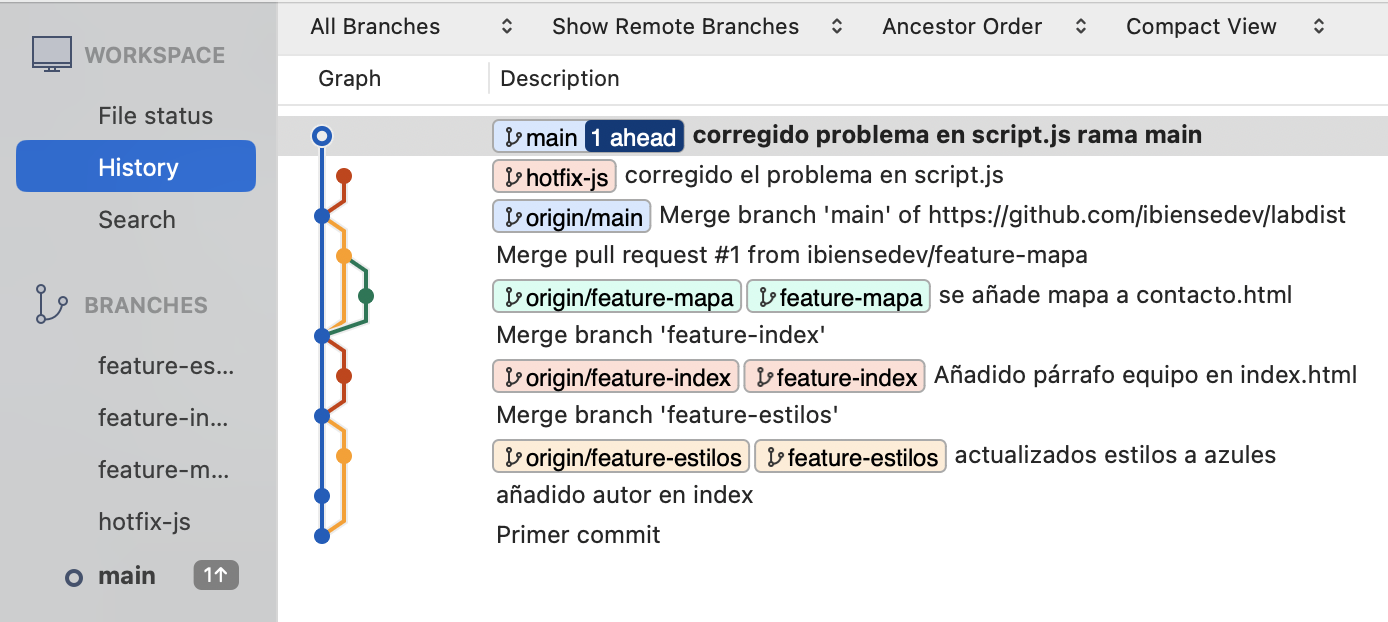 All Branches Show Remote Branches Ancestor Order Compact View
WORKSPACE
File status
History
Search
BRANCHES
feature-es...
feature-in...
feature-m...
hotfix-js
main 1↑
Graph Description
main 1 ahead corregido problema en script.js rama main
hotfix-js corregido el problema en script.js
origin/main Merge branch 'main' of https://github.com/ibiensedev/labdist
Merge pull request #1 from ibiensedev/feature-mapa
origin/feature-mapa feature-mapa se añade mapa a contacto.html
Merge branch 'feature-index'
origin/feature-index feature-index Añadido párrafo equipo en index.html
Merge branch 'feature-estilos'
origin/feature-estilos feature-estilos actualizados estilos a azules
añadido autor en index
Primer commit